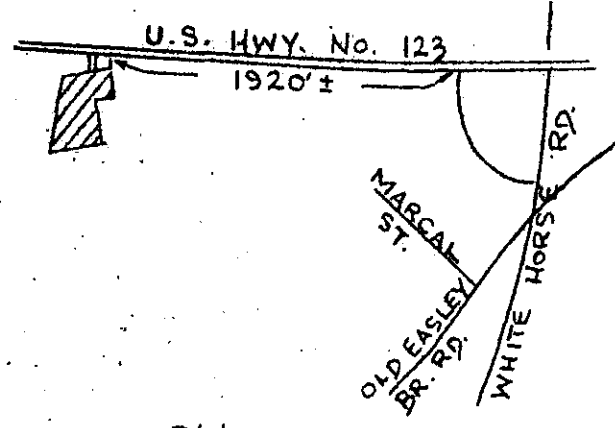 U.S. HWY. No. 123
1920' ±
MARCAL
ST.
WHITE HORSE RD.
OLD EASLEY
BR. RD.